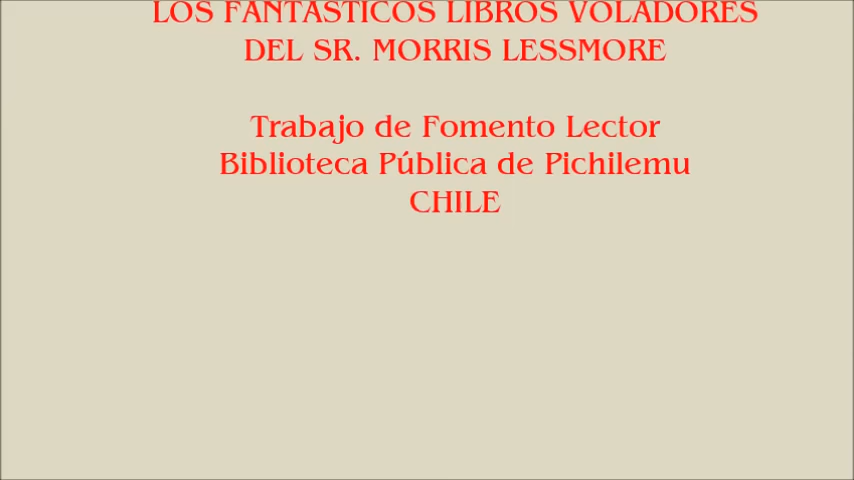 LOS FANTÁSTICOS LIBROS VOLADORES
DEL SR. MORRIS LESSMORE
Trabajo de Fomento Lector
Biblioteca Pública de Pichilemu
CHILE